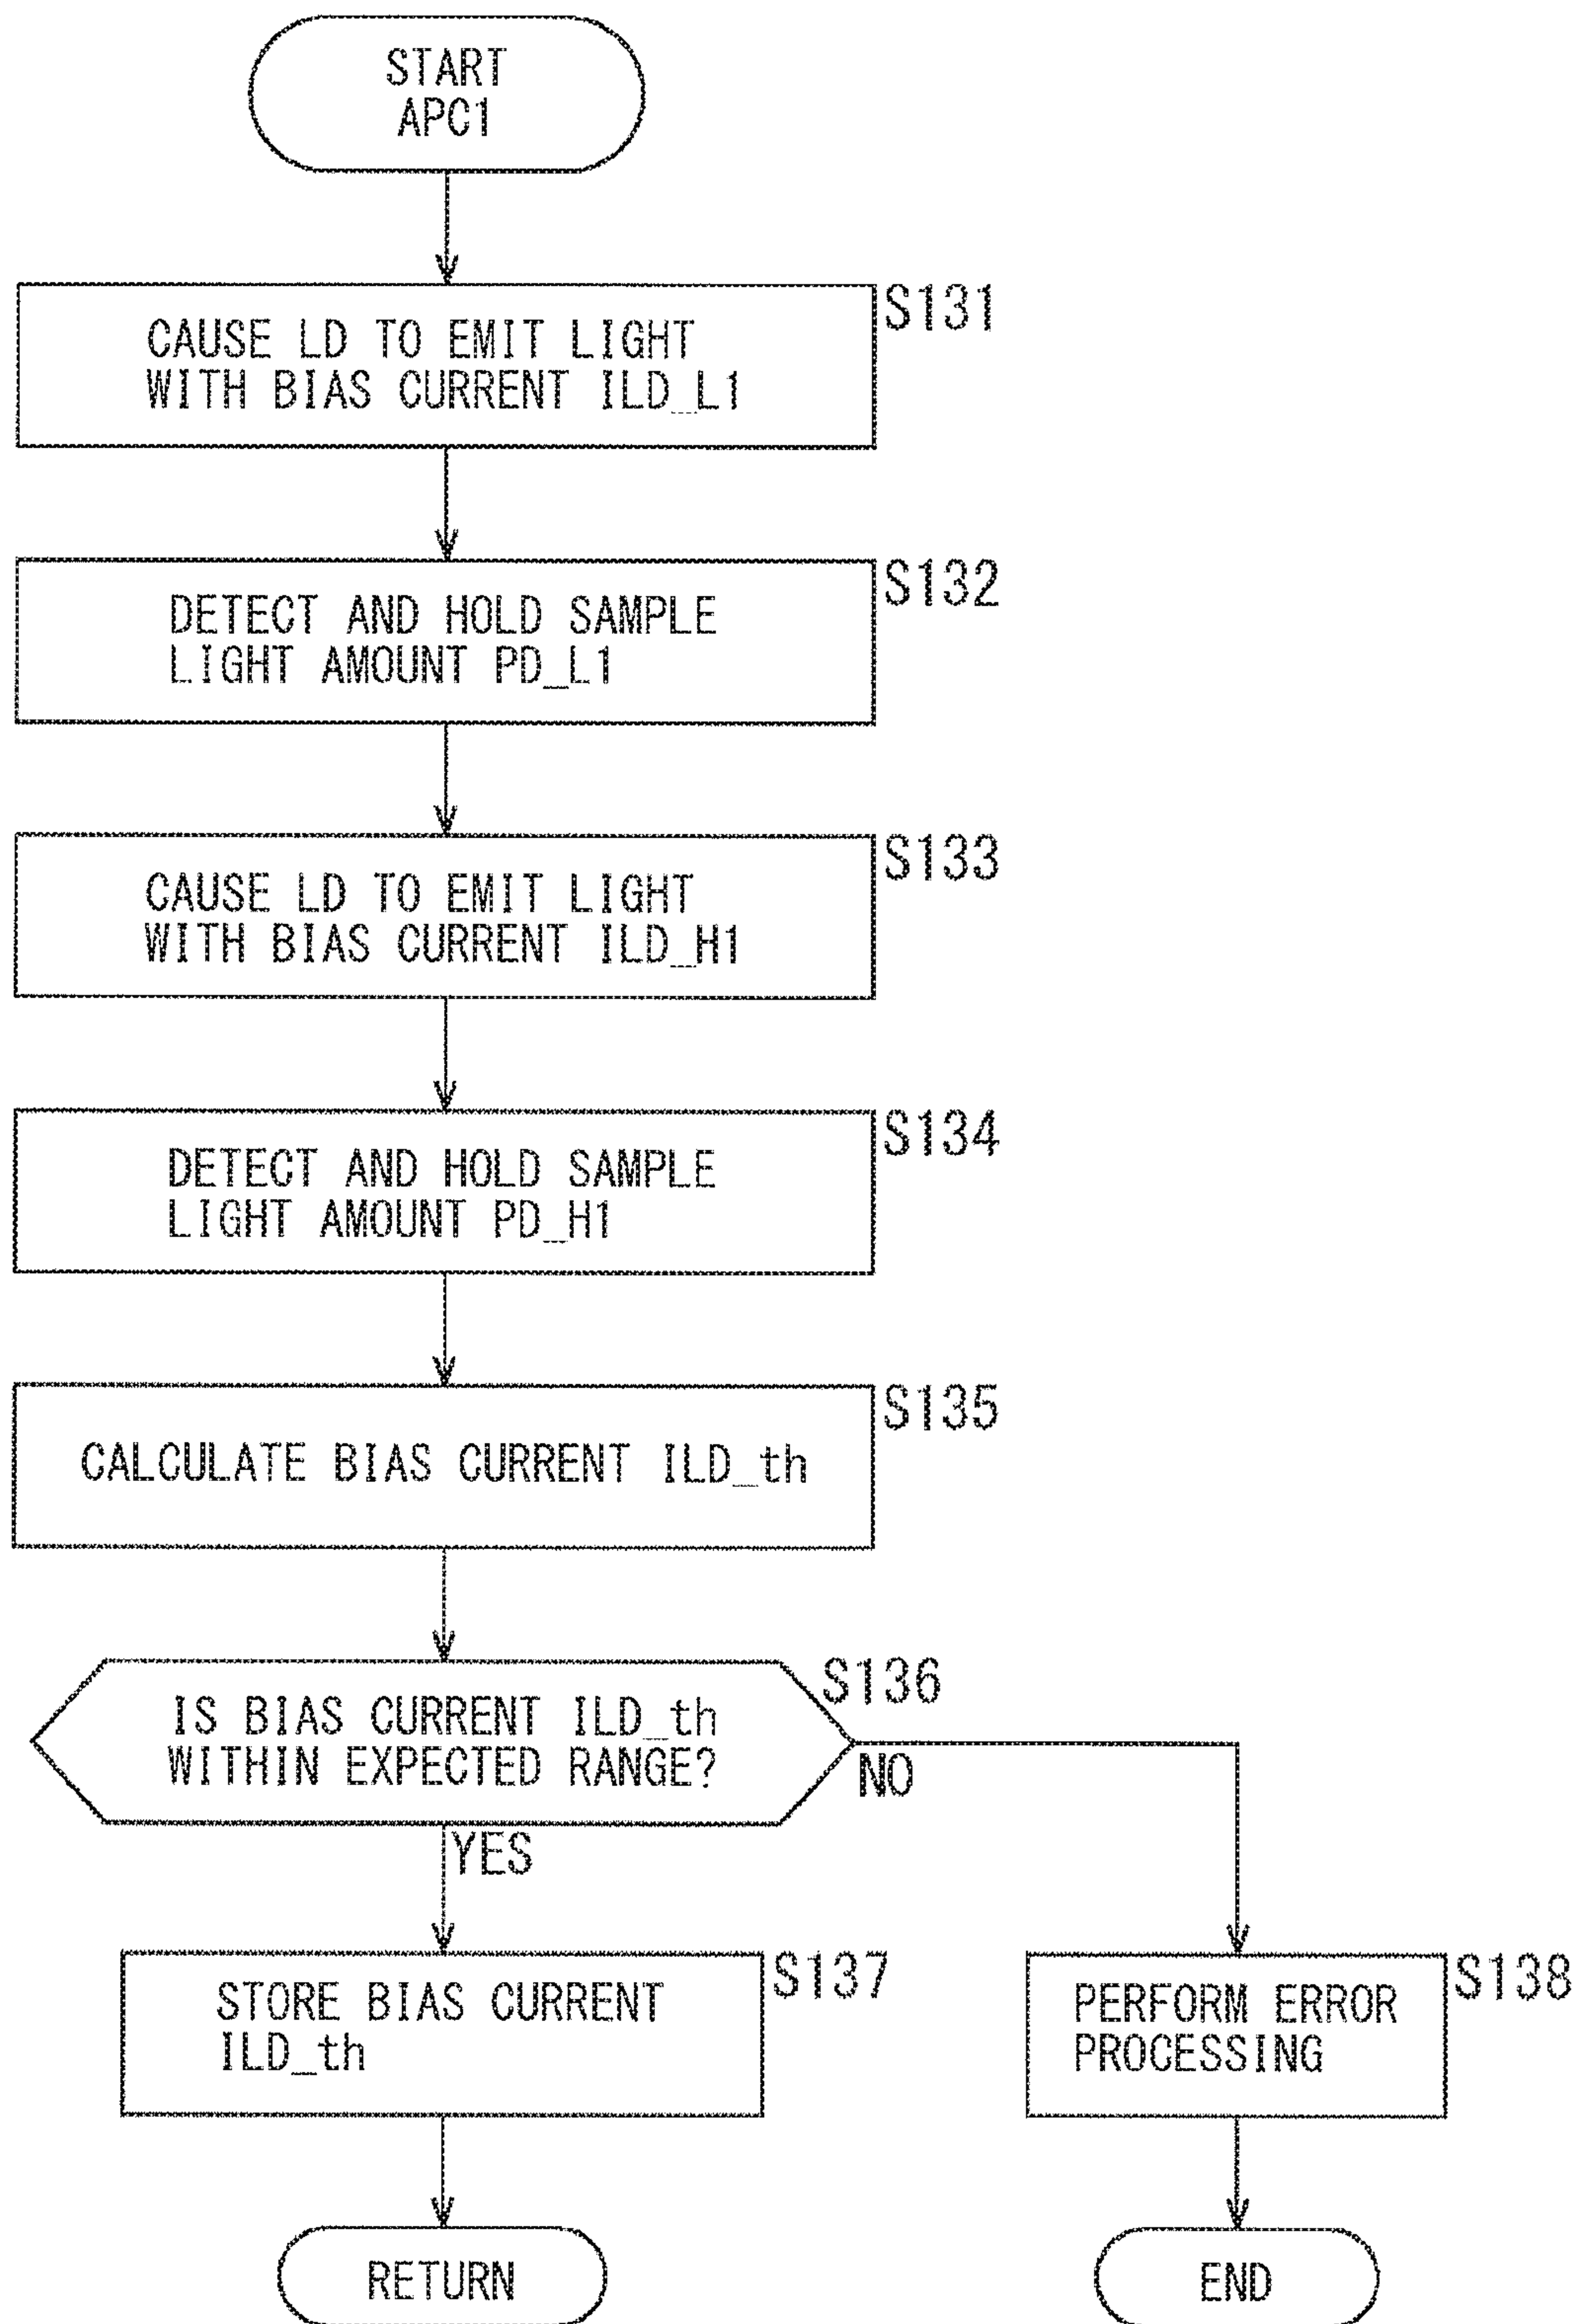 START
APC1
S131
CAUSE LD TO EMIT LIGHT
WITH BIAS CURRENT ILD_L1
S132
DETECT AND HOLD SAMPLE
LIGHT AMOUNT PD_L1
S133
CAUSE LD TO EMIT LIGHT
WITH BIAS CURRENT ILD_H1
S134
DETECT AND HOLD SAMPLE
LIGHT AMOUNT PD_H1
S135
CALCULATE BIAS CURRENT ILD_th
S136
IS BIAS CURRENT ILD_th
WITHIN EXPECTED RANGE?
NO
YES
S137
STORE BIAS CURRENT
ILD_th
S138
PERFORM ERROR
PROCESSING
RETURN
END